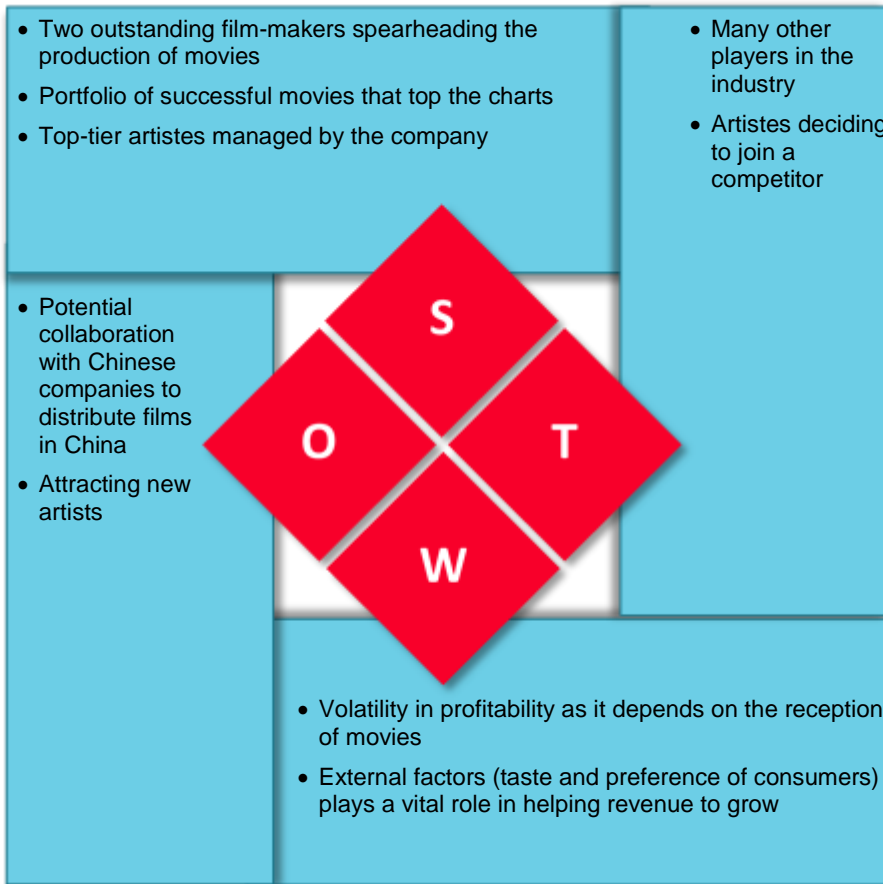 • Two outstanding film-makers spearheading the
production of movies
• Portfolio of successful movies that top the charts
• Top-tier artistes managed by the company
• Many other
players in the
industry
• Artistes deciding
to join a
competitor
• Potential
collaboration
with Chinese
companies to
distribute films
in China
• Attracting new
artists
S
O
T
W
• Volatility in profitability as it depends on the reception
of movies
• External factors (taste and preference of consumers)
plays a vital role in helping revenue to grow